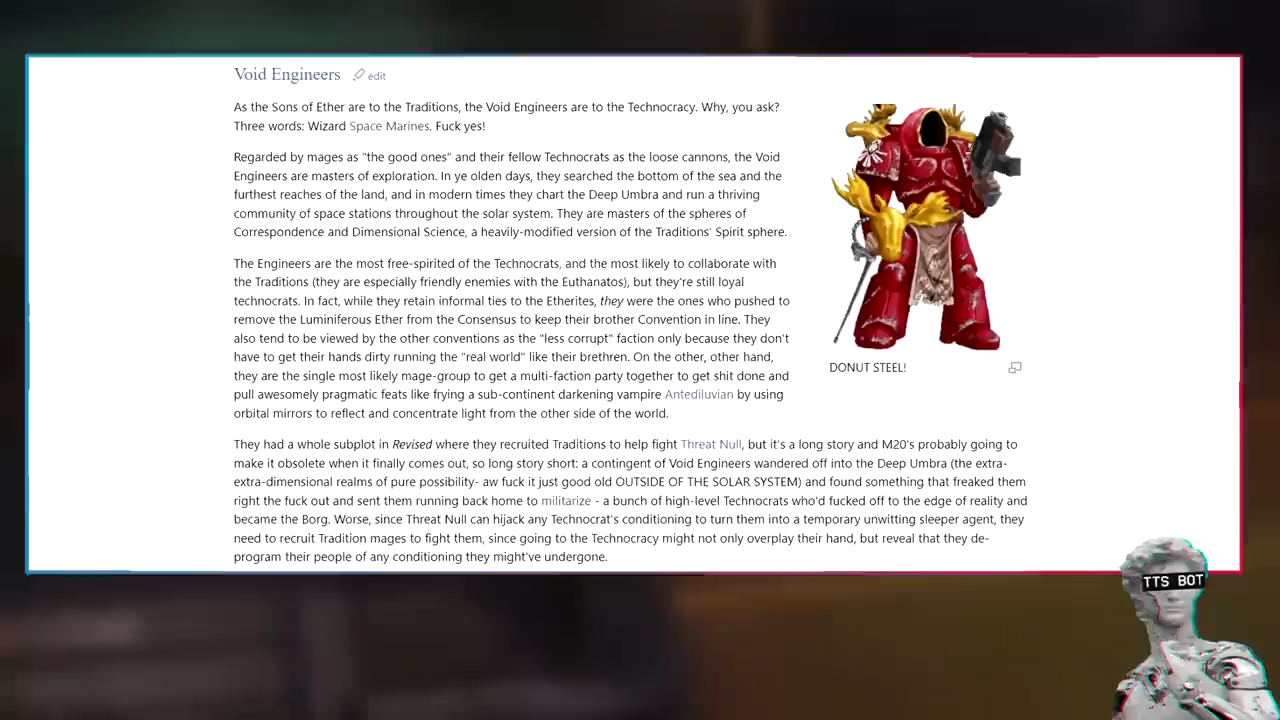 Void Engineers edit
As the Sons of Ether are to the Traditions, the Void Engineers are to the Technocracy. Why, you ask?
Three words: Wizard Space Marines. Fuck yes!
Regarded by mages as "the good ones" and their fellow Technocrats as the loose cannons, the Void
Engineers are masters of exploration. In ye olden days, they searched the bottom of the sea and the
furthest reaches of the land, and in modern times they chart the Deep Umbra and run a thriving
community of space stations throughout the solar system. They are masters of the spheres of
Correspondence and Dimensional Science, a heavily-modified version of the Traditions' Spirit sphere.
The Engineers are the most free-spirited of the Technocrats, and the most likely to collaborate with
the Traditions (they are especially friendly enemies with the Euthanatos), but they're still loyal
technocrats. In fact, while they retain informal ties to the Etherites, they were the ones who pushed to
remove the Luminiferous Ether from the Consensus to keep their brother Convention in line. They
also tend to be viewed by the other conventions as the "less corrupt" faction only because they don't
have to get their hands dirty running the "real world" like their brethren. On the other, other hand,
they are the single most likely mage-group to get a multi-faction party together to get shit done and
pull awesomely pragmatic feats like frying a sub-continent darkening vampire Antediluvian by using
orbital mirrors to reflect and concentrate light from the other side of the world.
DONUT STEEL!
They had a whole subplot in Revised where they recruited Traditions to help fight Threat Null, but it's a long story and M20's probably going to
make it obsolete when it finally comes out, so long story short: a contingent of Void Engineers wandered off into the Deep Umbra (the extra-
extra-dimensional realms of pure possibility- aw fuck it just good old OUTSIDE OF THE SOLAR SYSTEM) and found something that freaked them
right the fuck out and sent them running back home to militarize - a bunch of high-level Technocrats who'd fucked off to the edge of reality and
became the Borg. Worse, since Threat Null can hijack any Technocrat's conditioning to turn them into a temporary unwitting sleeper agent, they
need to recruit Tradition mages to fight them, since going to the Technocracy might not only overplay their hand, but reveal that they de-
program their people of any conditioning they might've undergone.
TTS BOT